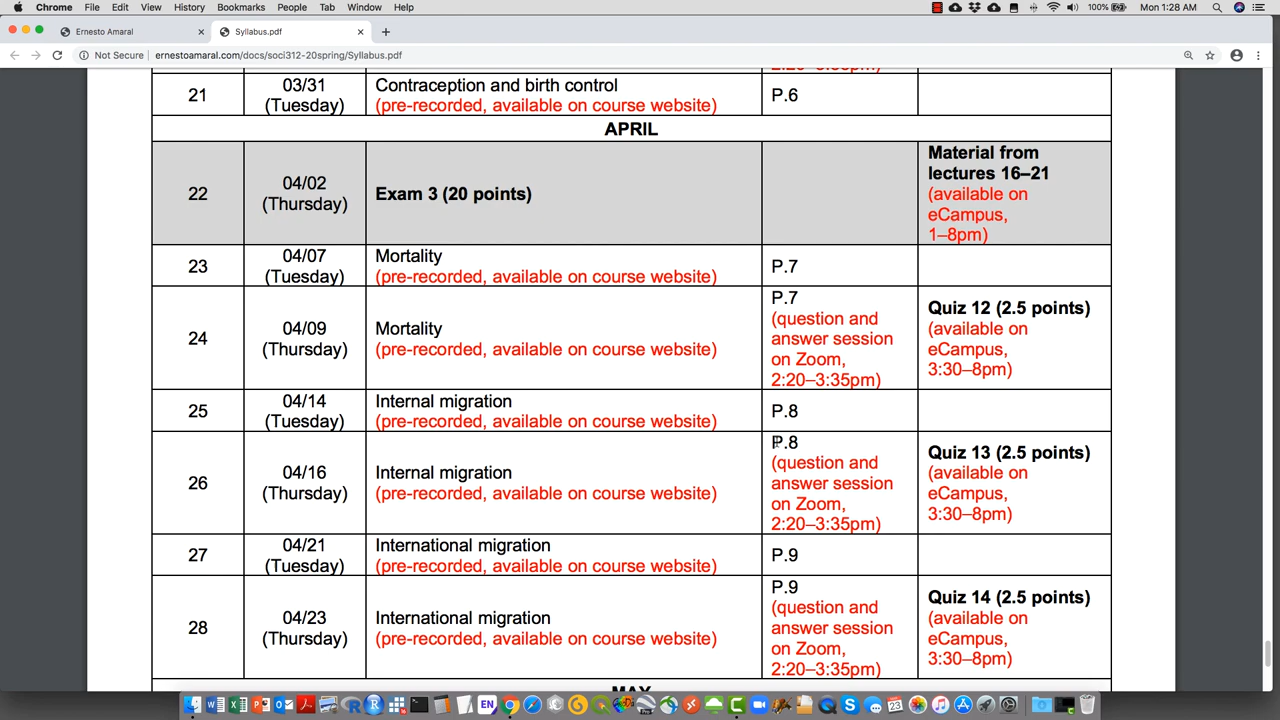 Chrome File Edit View History Bookmarks People Tab Window Help 100% Mon 1:28 AM
Ernesto Amaral Syllabus.pdf
Not Secure ernestoamaral.com/docs/soci312-20spring/Syllabus.pdf
21 03/31 (Tuesday) Contraception and birth control P.6
(pre-recorded, available on course website)
APRIL
22 04/02 (Thursday) Exam 3 (20 points) Material from
lectures 16–21
(available on
eCampus,
1–8pm)
23 04/07 (Tuesday) Mortality P.7
(pre-recorded, available on course website)
24 04/09 (Thursday) Mortality
(pre-recorded, available on course website)
P.7
(question and
answer session
on Zoom,
2:20–3:35pm)
Quiz 12 (2.5 points)
(available on
eCampus,
3:30–8pm)
25 04/14 (Tuesday) Internal migration P.8
(pre-recorded, available on course website)
26 04/16 (Thursday) Internal migration
(pre-recorded, available on course website)
P.8
(question and
answer session
on Zoom,
2:20–3:35pm)
Quiz 13 (2.5 points)
(available on
eCampus,
3:30–8pm)
27 04/21 (Tuesday) International migration P.9
(pre-recorded, available on course website)
28 04/23 (Thursday) International migration
(pre-recorded, available on course website)
P.9
(question and
answer session
on Zoom,
2:20–3:35pm)
Quiz 14 (2.5 points)
(available on
eCampus,
3:30–8pm)
MAY
EN